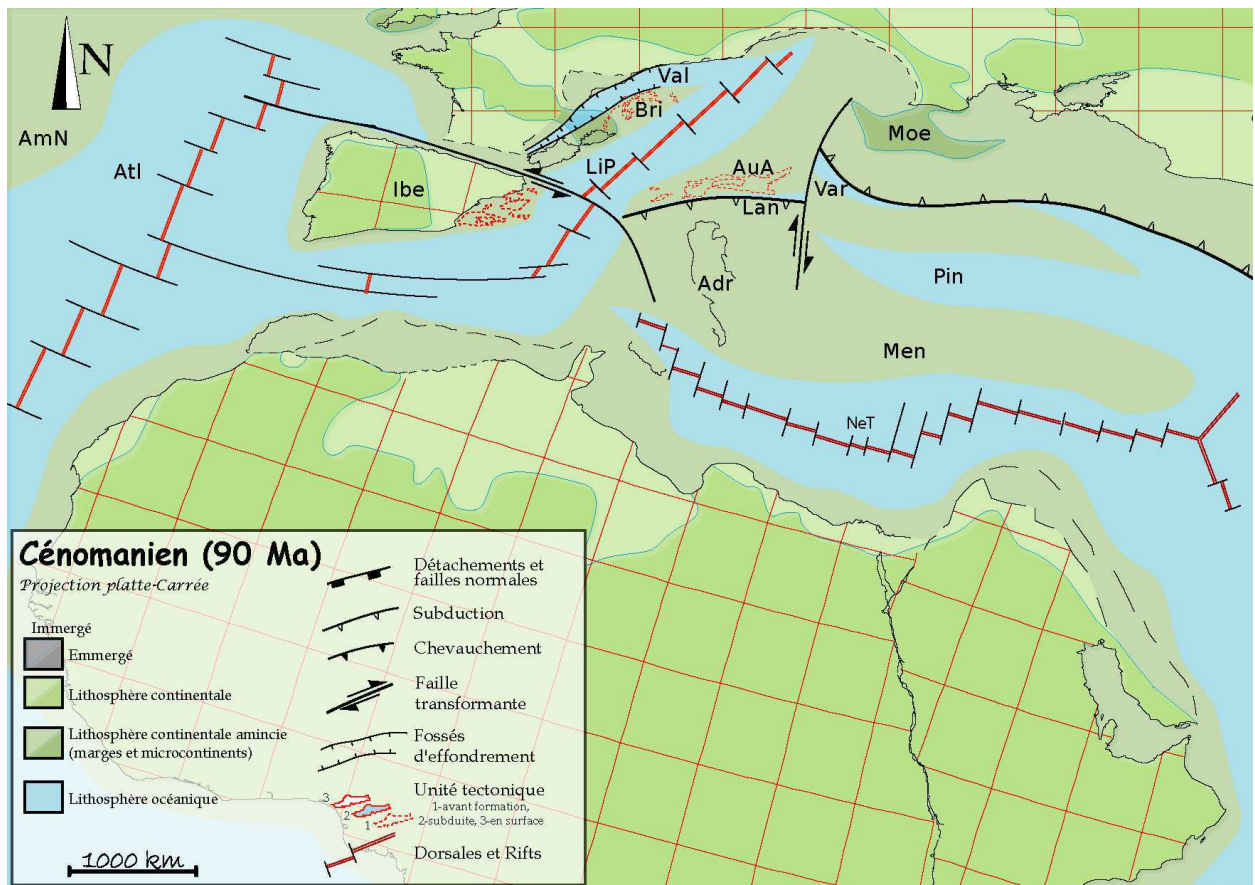 N
AmN
Atl
Ibe
Val
Bri
LiP
AuA
Lan
Var
Moe
Adr
Pin
Men
NeT
Cénomanien (90 Ma)
Projection platte-Carrée
Immergé
Emmergé
Lithosphère continentale
Lithosphère continentale amincie
(marges et microcontinents)
Lithosphère océanique
1000 km
Détachements et
failles normales
Subduction
Chevauchement
Faille
transformante
Fossés
d'effondrement
3
2
1
Unité tectonique
1-avant formation,
2-subduite, 3-en surface
Dorsales et Rifts